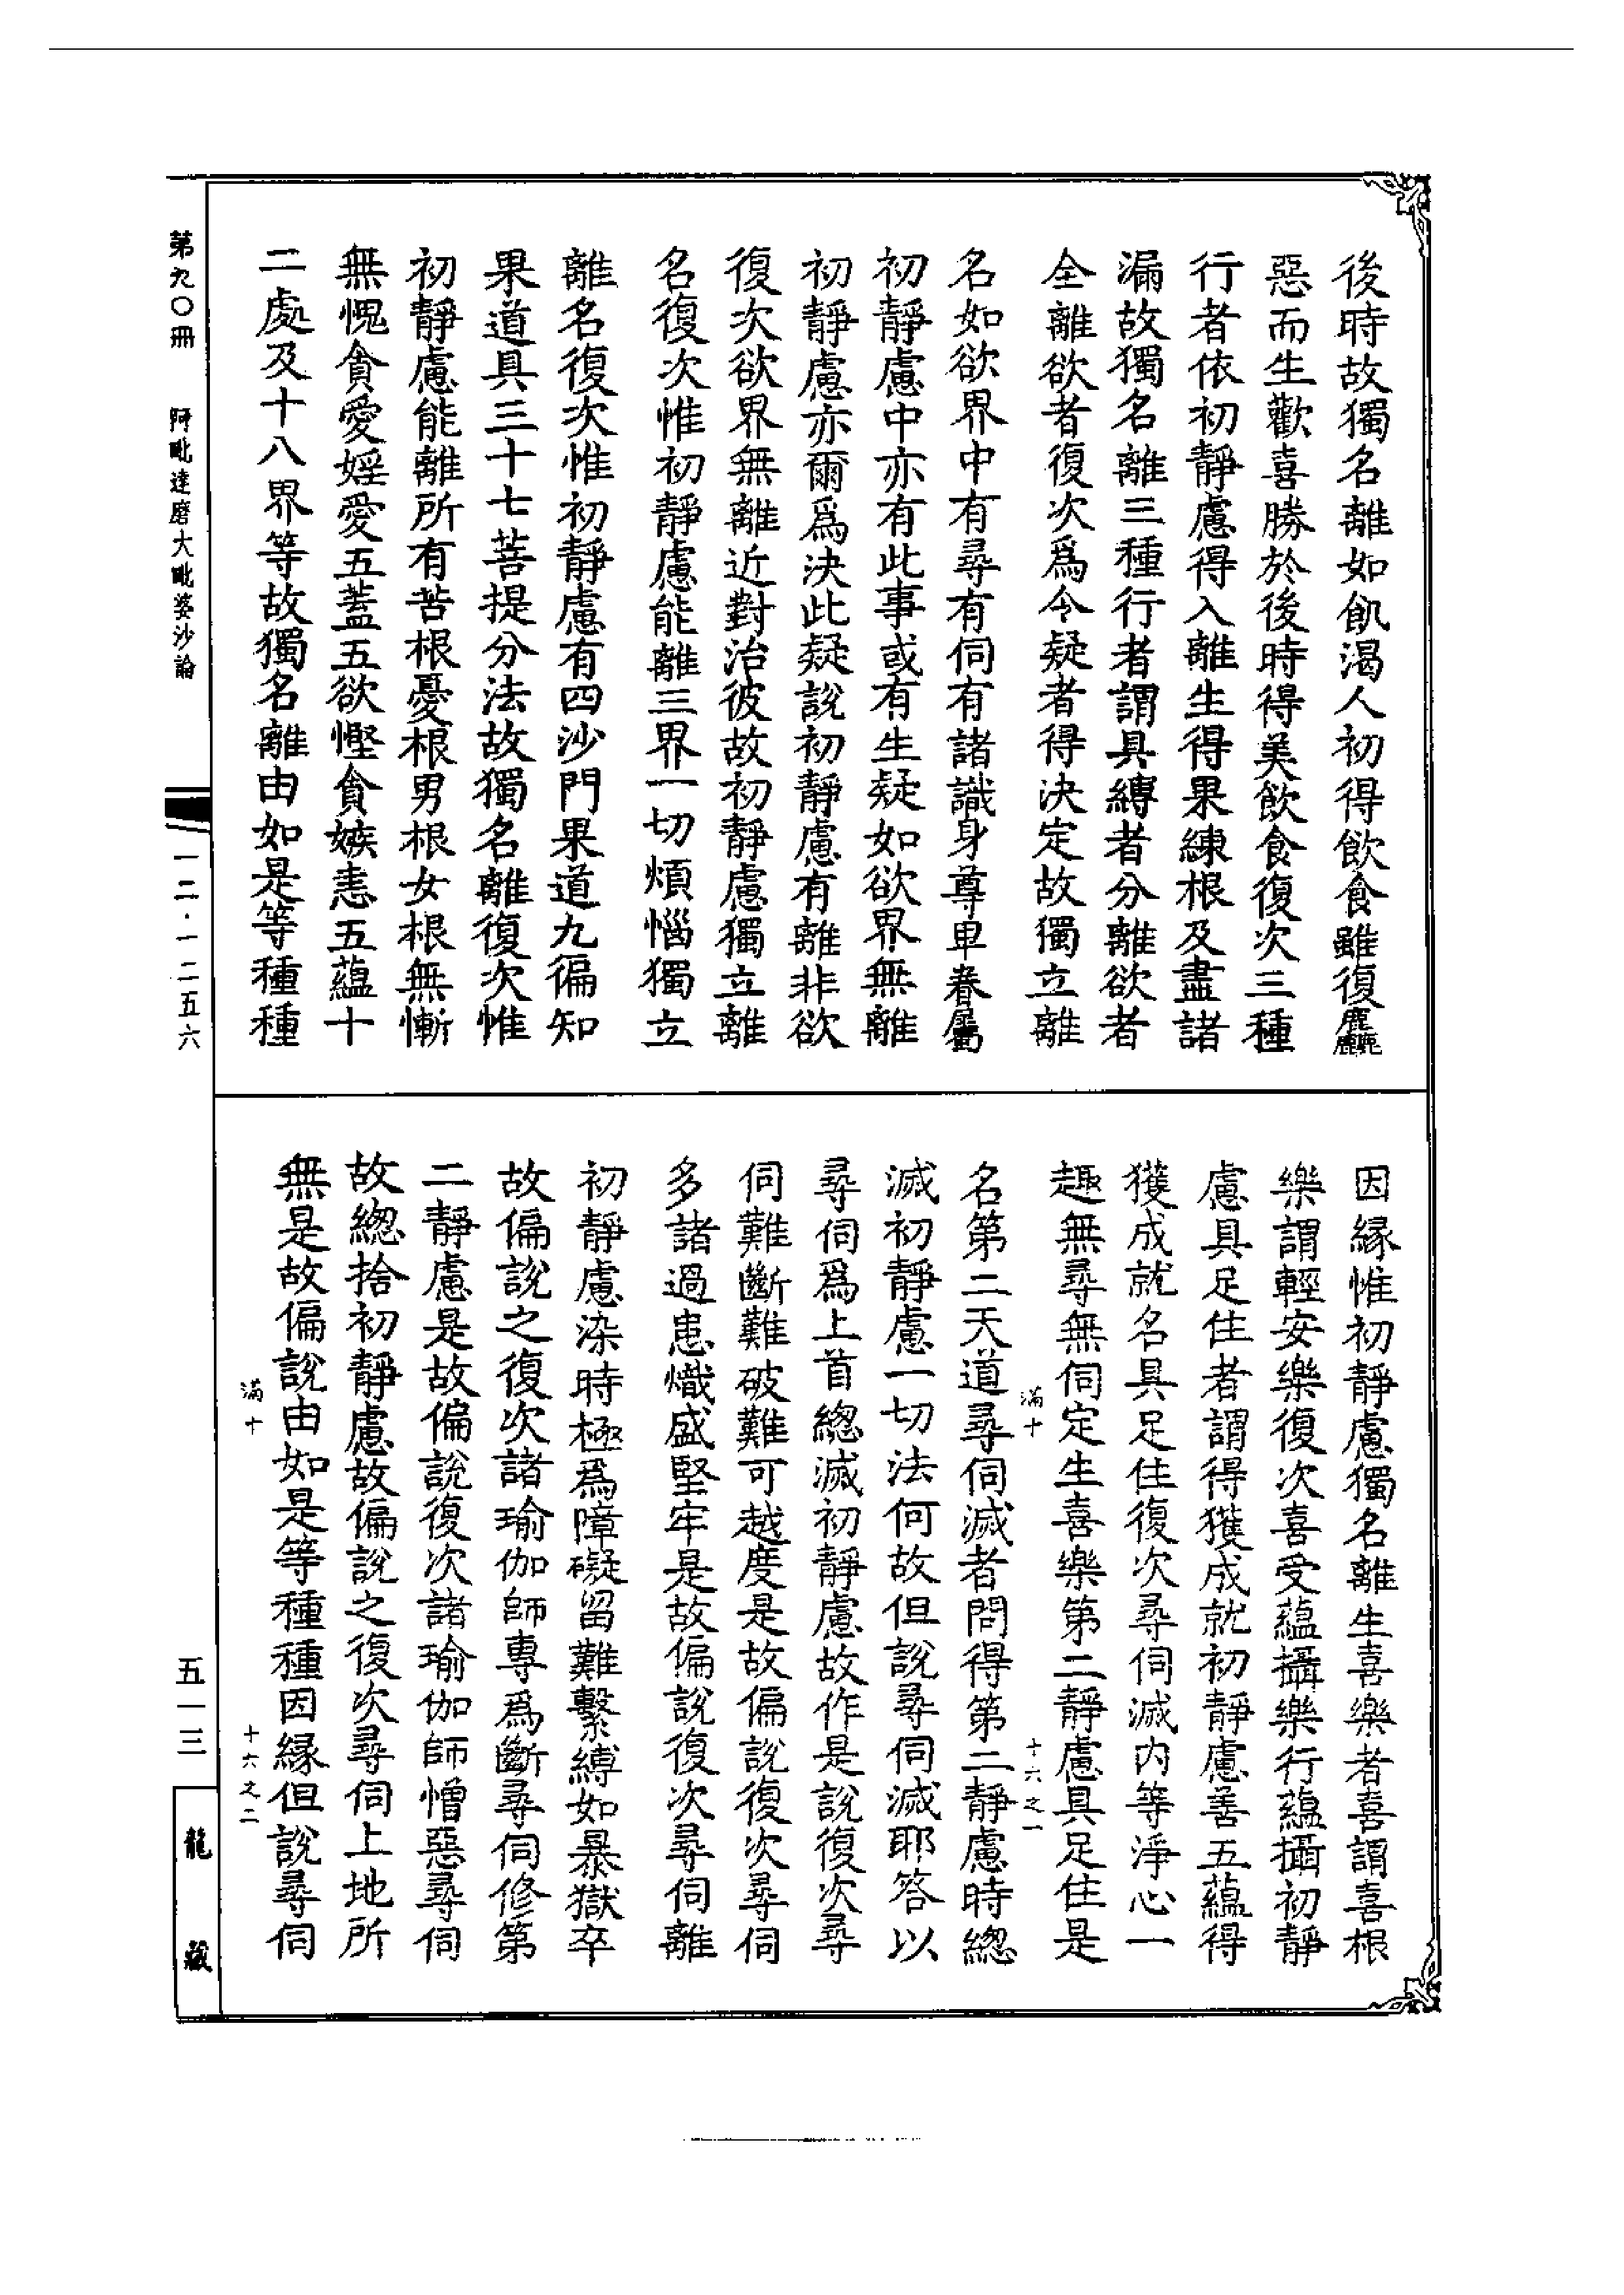 後時故獨名離如飢渴人初得飲食雖復麤
惡而生歡喜勝於後時得美飲食復次三種
行者依初靜慮得入離生得果練根及盡諸
漏故獨名離三種行者謂具縛者分離欲者
全離欲者復次爲令疑者得決定故獨立離
名如欲界中有尋有伺有諸識身尊卑眷屬
初靜慮中亦有此事或有生疑如欲界無離
初靜慮亦爾爲決此疑說初靜慮有離非欲
復次欲界無離近對治彼故初靜慮獨立離
名復次惟初靜慮能離三界一切煩惱獨立
離名復次惟初靜慮有四沙門果道九徧知
果道具三十七菩提分法故獨名離復次惟
初靜慮能離所有苦根憂根男根女根無慚
無愧貪愛婬愛五蓋五欲慳貪嫉恚五蘊十
二處及十八界等故獨名離由如是等種種
第九〇冊 阿毗達磨大毗婆沙論
一二·一二五六
因緣惟初靜慮獨名離生喜樂者喜謂喜根
樂謂輕安樂復次喜受蘊攝樂行蘊攝初靜
慮具足住者謂得獲成就初靜慮善五蘊得
獲成就名具足住復次尋伺滅內等淨心一
趣無尋無伺定生喜樂第二靜慮具足住是
滿十 十六之一
名第二天道尋伺滅者問得第二靜慮時緫
滅初靜慮一切法何故但說尋伺滅耶答以
尋伺爲上首緫滅初靜慮故作是說復次尋
伺難斷難破難可越度是故偏說復次尋伺
多諸過患熾盛堅牢是故偏說復次尋伺離
初靜慮染時極爲障礙留難繫縛如暴獄卒
故偏說之復次諸瑜伽師專爲斷尋伺修第
二靜慮是故偏說復次諸瑜伽師憎惡尋伺
故緫捨初靜慮故偏說之復次尋伺上地所
無是故偏說由如是等種種因緣但說尋伺
滿十 十六之二
五一三
龍藏